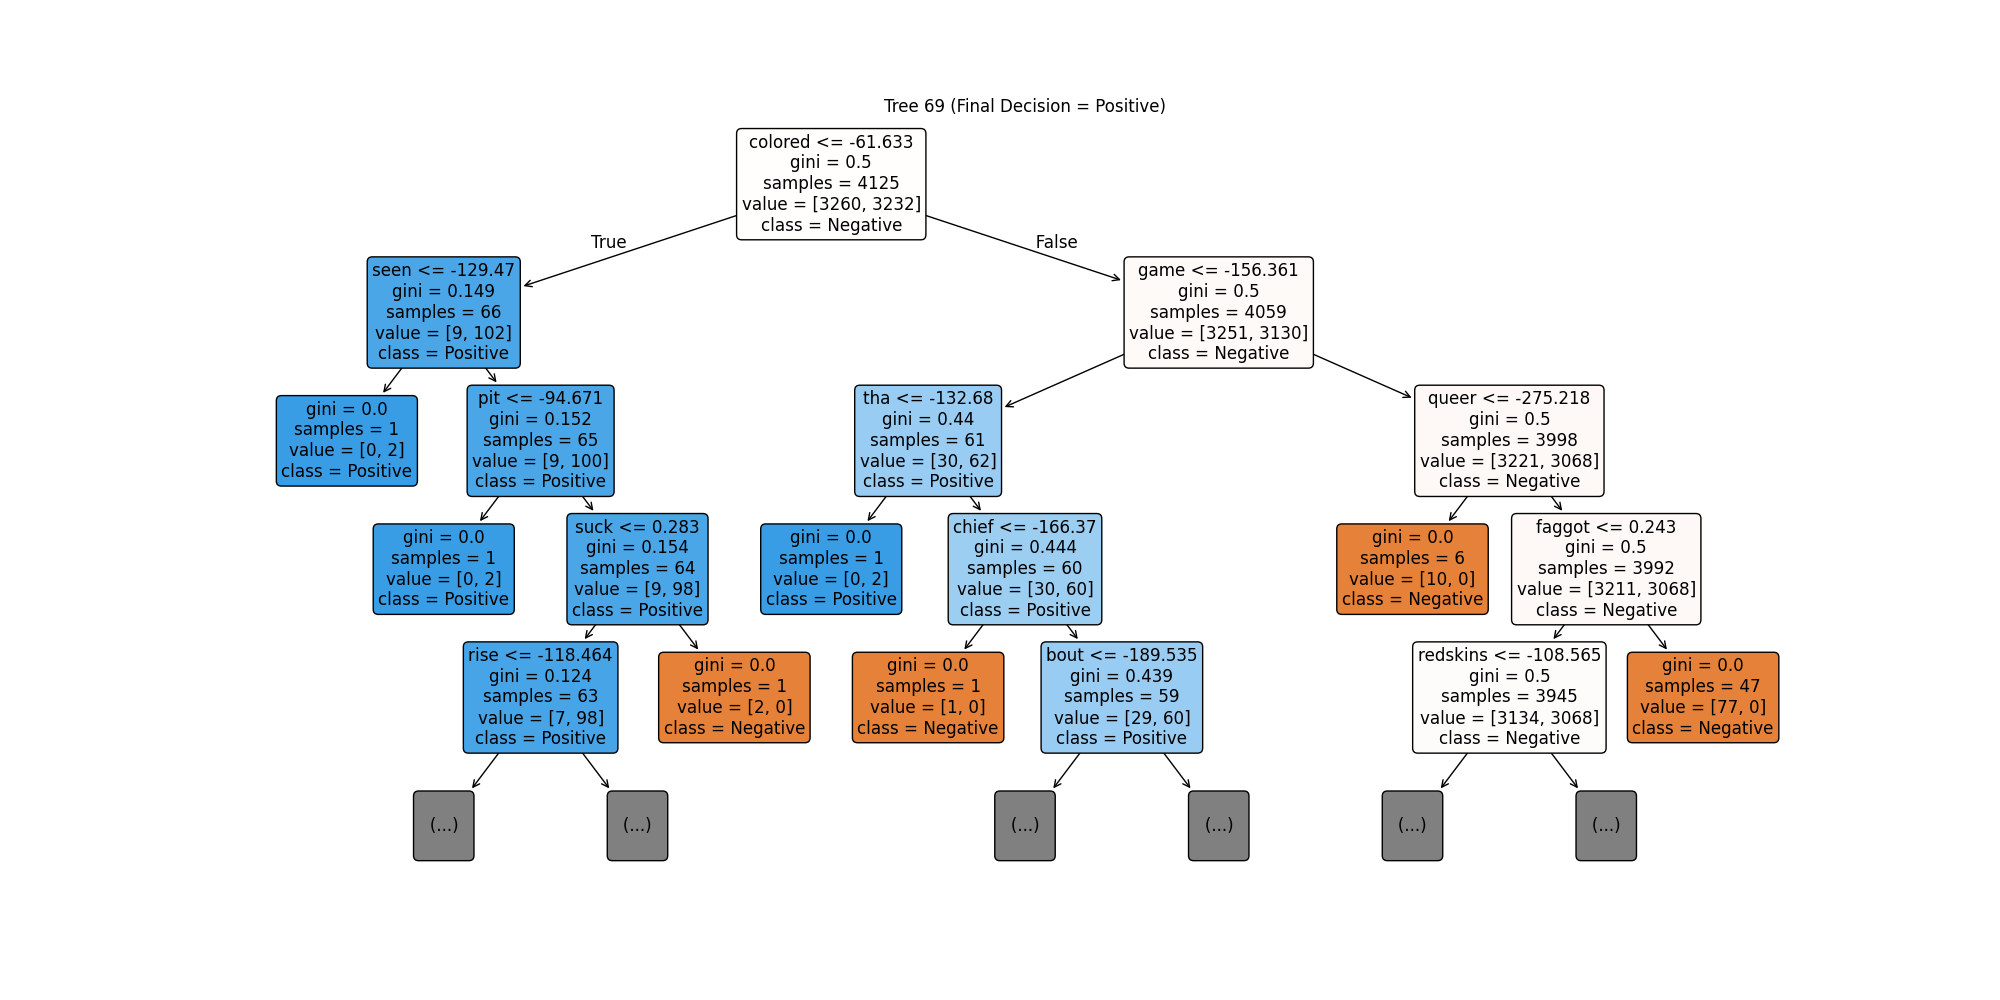 Tree 69 (Final Decision = Positive)
colored <= -61.633
gini = 0.5
samples = 4125
value = [3260, 3232]
class = Negative
True
False
seen <= -129.47
gini = 0.149
samples = 66
value = [9, 102]
class = Positive
game <= -156.361
gini = 0.5
samples = 4059
value = [3251, 3130]
class = Negative
gini = 0.0
samples = 1
value = [0, 2]
class = Positive
pit <= -94.671
gini = 0.152
samples = 65
value = [9, 100]
class = Positive
tha <= -132.68
gini = 0.44
samples = 61
value = [30, 62]
class = Positive
queer <= -275.218
gini = 0.5
samples = 3998
value = [3221, 3068]
class = Negative
gini = 0.0
samples = 1
value = [0, 2]
class = Positive
suck <= 0.283
gini = 0.154
samples = 64
value = [9, 98]
class = Positive
gini = 0.0
samples = 1
value = [0, 2]
class = Positive
chief <= -166.37
gini = 0.444
samples = 60
value = [30, 60]
class = Positive
gini = 0.0
samples = 6
value = [10, 0]
class = Negative
faggot <= 0.243
gini = 0.5
samples = 3992
value = [3211, 3068]
class = Negative
rise <= -118.464
gini = 0.124
samples = 63
value = [7, 98]
class = Positive
gini = 0.0
samples = 1
value = [2, 0]
class = Negative
gini = 0.0
samples = 1
value = [1, 0]
class = Negative
bout <= -189.535
gini = 0.439
samples = 59
value = [29, 60]
class = Positive
redskins <= -108.565
gini = 0.5
samples = 3945
value = [3134, 3068]
class = Negative
gini = 0.0
samples = 47
value = [77, 0]
class = Negative
(...)
(...)
(...)
(...)
(...)
(...)